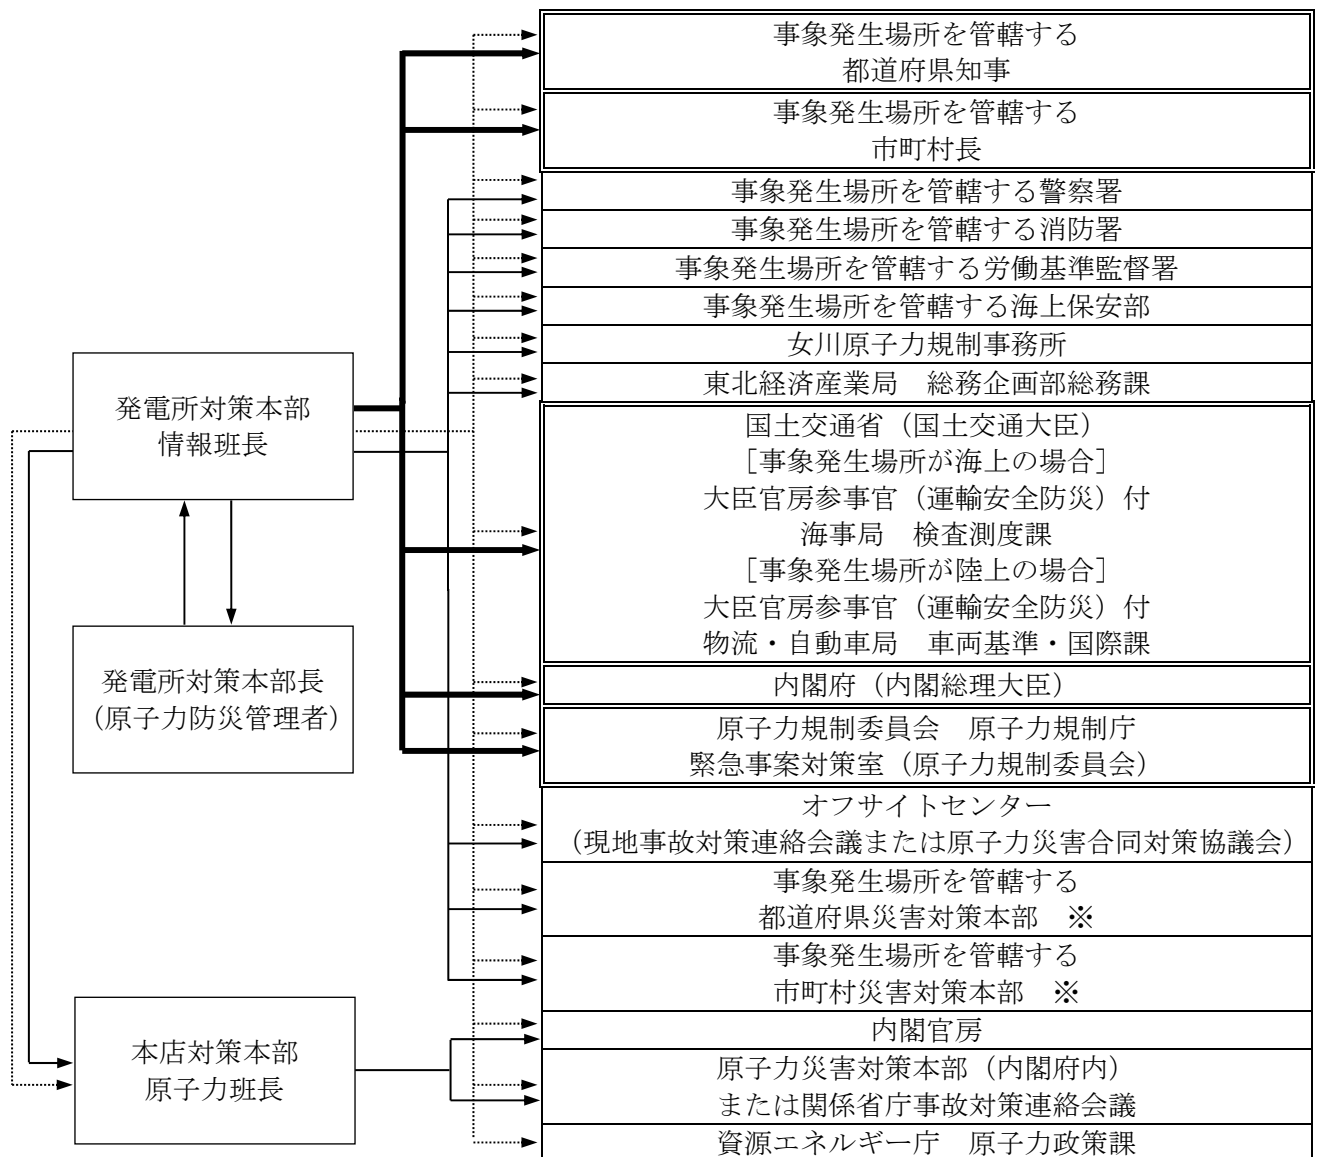 事象発生場所を管轄する
都道府県知事
事象発生場所を管轄する
市町村長
事象発生場所を管轄する警察署
事象発生場所を管轄する消防署
事象発生場所を管轄する労働基準監督署
事象発生場所を管轄する海上保安部
女川原子力規制事務所
東北経済産業局　総務企画部総務課
国土交通省（国土交通大臣）
［事象発生場所が海上の場合］
大臣官房参事官（運輸安全防災）付
海事局　検査測度課
［事象発生場所が陸上の場合］
大臣官房参事官（運輸安全防災）付
物流・自動車局　車両基準・国際課
内閣府（内閣総理大臣）
原子力規制委員会　原子力規制庁
緊急事案対策室（原子力規制委員会）
オフサイトセンター
（現地事故対策連絡会議または原子力災害合同対策協議会）
事象発生場所を管轄する
都道府県災害対策本部　※
事象発生場所を管轄する
市町村災害対策本部　※
内閣官房
原子力災害対策本部（内閣府内）
または関係省庁事故対策連絡会議
資源エネルギー庁　原子力政策課
発電所対策本部
情報班長
発電所対策本部長
（原子力防災管理者）
本店対策本部
原子力班長